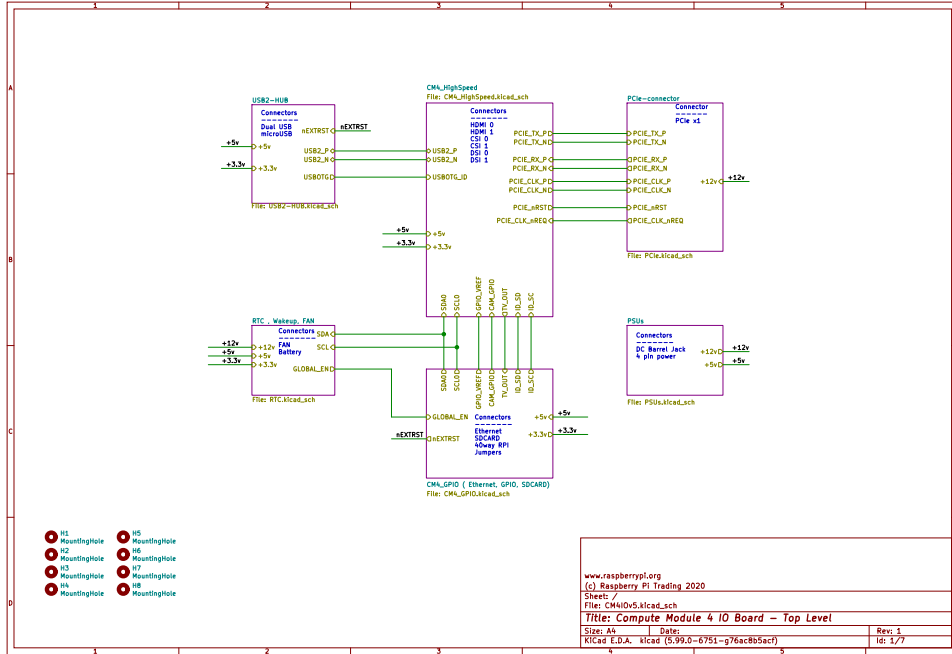 1 2 3 4 5
A
B
C
D
USB2-HUB
Connectors
Dual USB
microUSB
nEXTRST
nEXTRST
+5v
+5v
+3.3v
+3.3v
USB2_P
USB2_N
USBOTG
File: USB2-HUB.kicad_sch
CM4_HighSpeed
File: CM4_HighSpeed.kicad_sch
Connectors
HDMI 0
HDMI 1
CSI 0
CSI 1
DSI 0
DSI 1
USB2_P
USB2_N
USBOTG_ID
+5v
+5v
+3.3v
+3.3v
PCIE_TX_P
PCIE_TX_N
PCIE_RX_P
PCIE_RX_N
PCIE_CLK_P
PCIE_CLK_N
PCIE_nRST
PCIE_CLK_nREQ
SDA0
SCL0
GPIO_VREF
CAM_GPIO
TV_OUT
ID_SD
ID_SC
PCIe-connector
Connector
PCIe x1
PCIE_TX_P
PCIE_TX_N
PCIE_RX_P
PCIE_RX_N
PCIE_CLK_P
PCIE_CLK_N
PCIE_nRST
PCIE_CLK_nREQ
+12v
+12v
File: PCIe.kicad_sch
RTC , Wakeup, FAN
Connectors
FAN
Battery
SDA
SCL
GLOBAL_EN
+12v
+12v
+5v
+5v
+3.3v
+3.3v
File: RTC.kicad_sch
SDA0
SCL0
GPIO_VREF
CAM_GPIO
TV_OUT
ID_SD
ID_SC
GLOBAL_EN
nEXTRST
nEXTRST
Connectors
Ethernet
SDCARD
40way RPI
Jumpers
+5v
+5v
+3.3v
+3.3v
CM4_GPIO ( Ethernet, GPIO, SDCARD)
File: CM4_GPIO.kicad_sch
PSUs
Connectors
DC Barrel Jack
4 pin power
+12v
+12v
+5v
+5v
File: PSUs.kicad_sch
H1
MountingHole
H2
MountingHole
H3
MountingHole
H4
MountingHole
H5
MountingHole
H6
MountingHole
H7
MountingHole
H8
MountingHole
www.raspberrypi.org
(c) Raspberry Pi Trading 2020
Sheet: /
File: CM4IOv5.kicad_sch
Title: Compute Module 4 IO Board - Top Level
Size: A4 Date: Rev: 1
KiCad E.D.A. kicad (5.99.0-6751-g76ac8b5acf) Id: 1/7
1 2 3 4 5